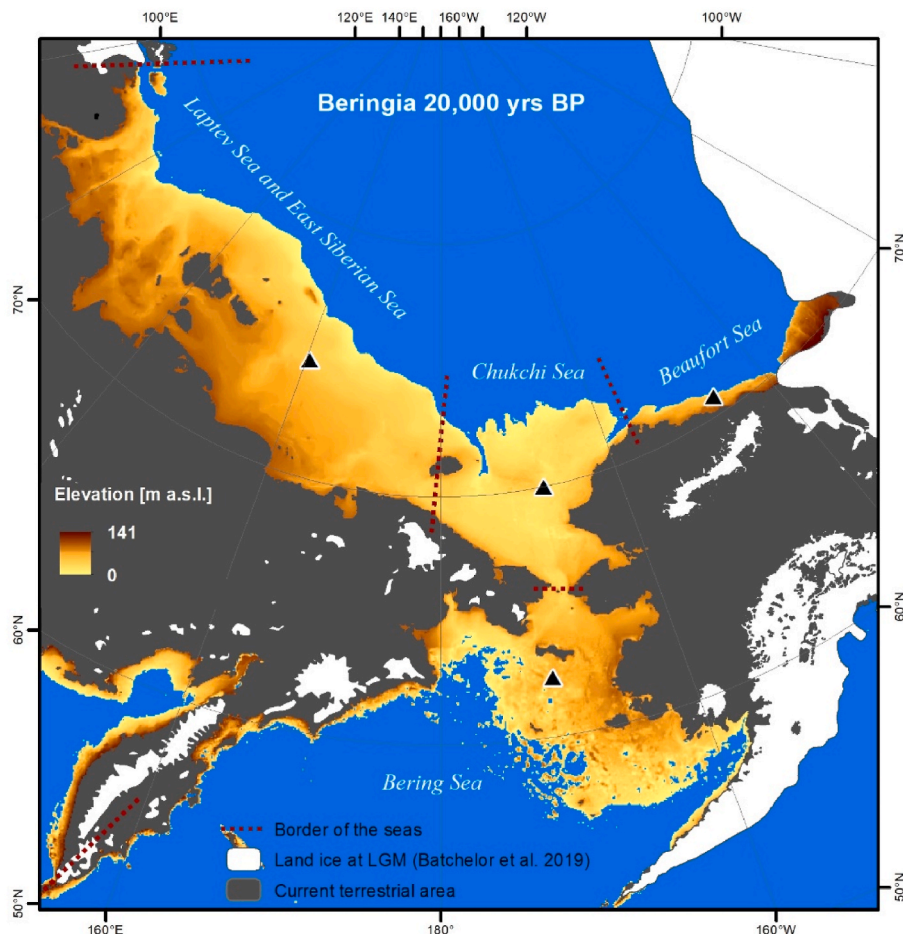 100°E 120°E 140°E 160°W 120°W 100°W
Beringia 20,000 yrs BP
Laptev Sea and East Siberian Sea
70°N
70°N
Chukchi Sea
Beaufort Sea
Elevation [m a.s.l.]
141
0
60°N
60°N
Bering Sea
Border of the seas
Land ice at LGM (Batchelor et al. 2019)
Current terrestrial area
50°N
50°N
160°E 180° 160°W